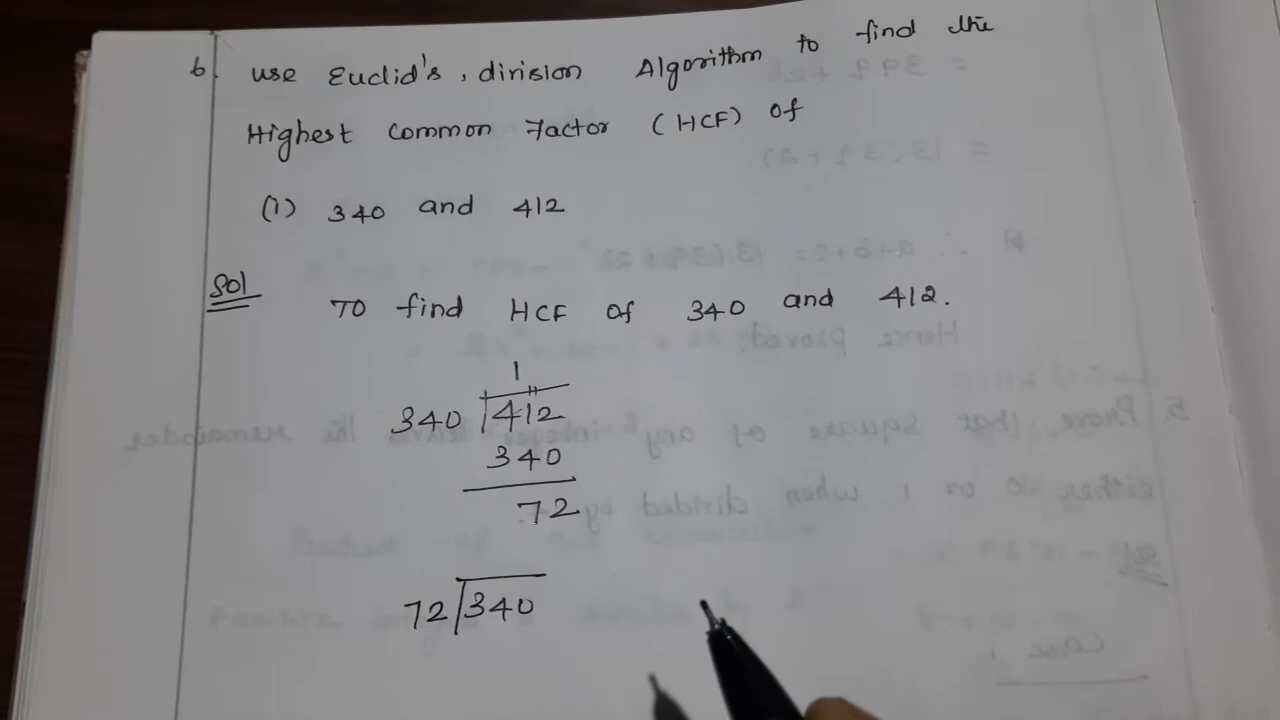 6. Use Euclid's, division Algorithm to find the
Highest Common Factor (HCF) of
(1) 340 and 412
Sol
To find HCF of 340 and 412.
1
340 412
340
72
72 340